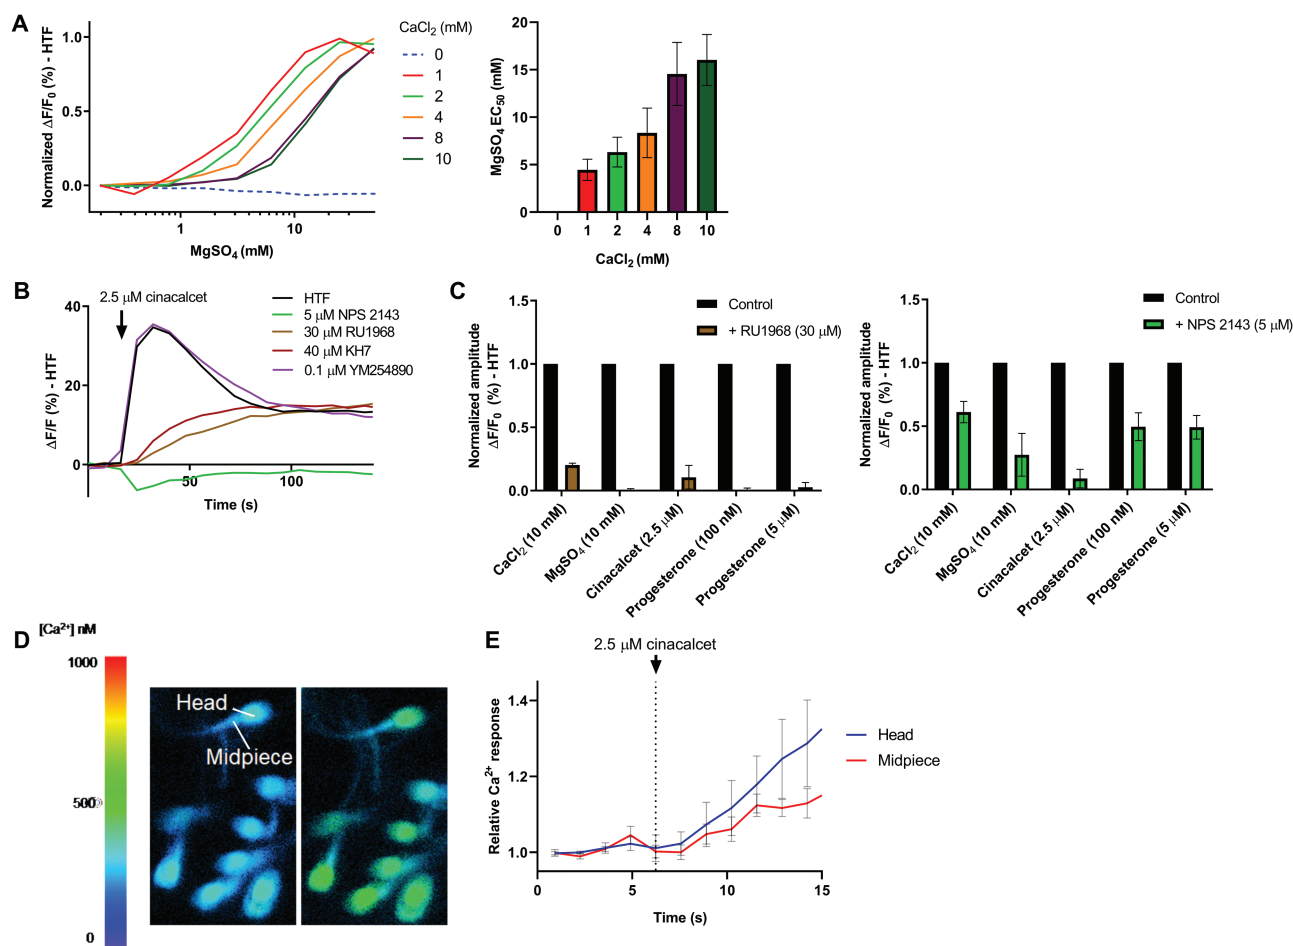 A
Normalized ΔF/F0 (%) - HTF
1.0
0.5
0.0
1
10
MgSO4 (mM)
CaCl2 (mM)
0
1
2
4
8
10
MgSO4 EC50 (mM)
20
15
10
5
0
0 1 2 4 8 10
CaCl2 (mM)
B
2.5 μM cinacalcet
ΔF/F (%) - HTF
40
20
0
50
100
Time (s)
HTF
5 μM NPS 2143
30 μM RU1968
40 μM KH7
0.1 μM YM254890
C
Normalized amplitude
ΔF/F0 (%) - HTF
1.5
1.0
0.5
0.0
Control
+ RU1968 (30 μM)
CaCl2 (10 mM)
MgSO4 (10 mM)
Cinacalcet (2.5 μM)
Progesterone (100 nM)
Progesterone (5 μM)
Normalized amplitude
ΔF/F0 (%) - HTF
1.5
1.0
0.5
0.0
Control
+ NPS 2143 (5 μM)
CaCl2 (10 mM)
MgSO4 (10 mM)
Cinacalcet (2.5 μM)
Progesterone (100 nM)
Progesterone (5 μM)
D
[Ca2+] nM
1000
500
0
Head
Midpiece
E
2.5 μM cinacalcet
Relative Ca2+ response
1.4
1.2
1.0
0 5 10 15
Time (s)
Head
Midpiece